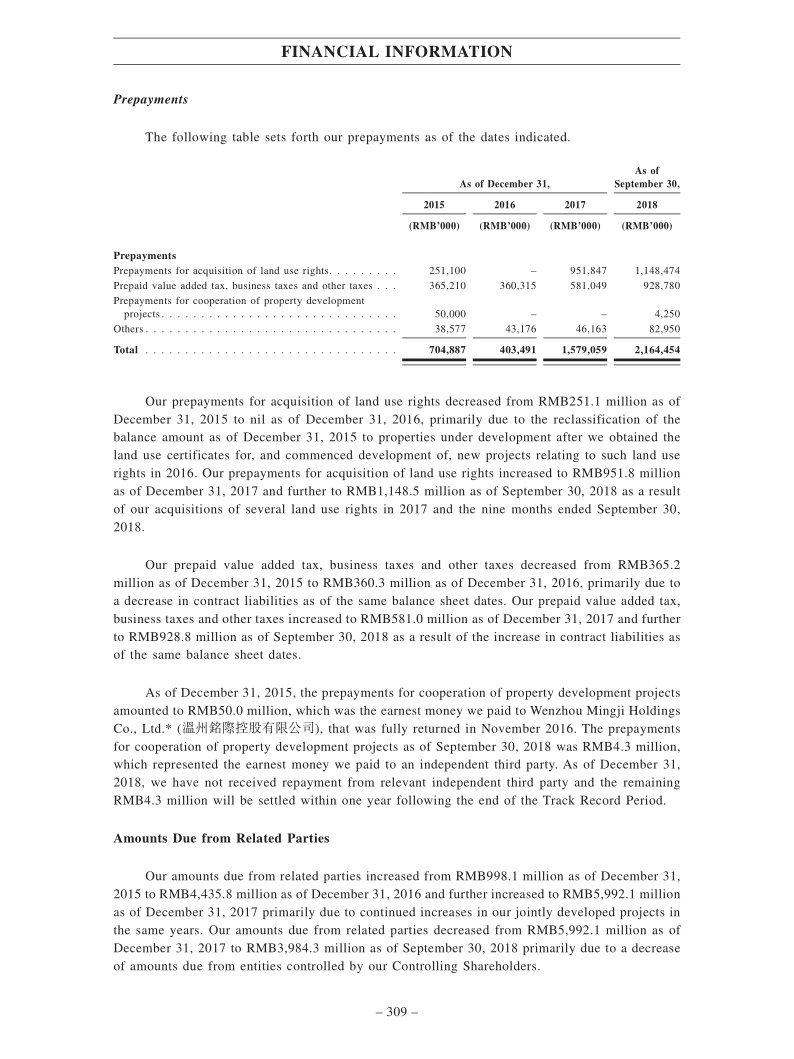 FINANCIAL INFORMATION
Prepayments
The following table sets forth our prepayments as of the dates indicated.
As of December 31,
As of
September 30,
2015 2016 2017 2018
(RMB'000) (RMB'000) (RMB'000) (RMB'000)
Prepayments
Prepayments for acquisition of land use rights. . . . . . . . . 251,100 – 951,847 1,148,474
Prepaid value added tax, business taxes and other taxes . . . 365,210 360,315 581,049 928,780
Prepayments for cooperation of property development
projects. . . . . . . . . . . . . . . . . . . . . . . . . . . . . . 50,000 – – 4,250
Others . . . . . . . . . . . . . . . . . . . . . . . . . . . . . . . . 38,577 43,176 46,163 82,950
Total . . . . . . . . . . . . . . . . . . . . . . . . . . . . . . . . 704,887 403,491 1,579,059 2,164,454
Our prepayments for acquisition of land use rights decreased from RMB251.1 million as of
December 31, 2015 to nil as of December 31, 2016, primarily due to the reclassification of the
balance amount as of December 31, 2015 to properties under development after we obtained the
land use certificates for, and commenced development of, new projects relating to such land use
rights in 2016. Our prepayments for acquisition of land use rights increased to RMB951.8 million
as of December 31, 2017 and further to RMB1,148.5 million as of September 30, 2018 as a result
of our acquisitions of several land use rights in 2017 and the nine months ended September 30,
2018.
Our prepaid value added tax, business taxes and other taxes decreased from RMB365.2
million as of December 31, 2015 to RMB360.3 million as of December 31, 2016, primarily due to
a decrease in contract liabilities as of the same balance sheet dates. Our prepaid value added tax,
business taxes and other taxes increased to RMB581.0 million as of December 31, 2017 and further
to RMB928.8 million as of September 30, 2018 as a result of the increase in contract liabilities as
of the same balance sheet dates.
As of December 31, 2015, the prepayments for cooperation of property development projects
amounted to RMB50.0 million, which was the earnest money we paid to Wenzhou Mingji Holdings
Co., Ltd.* (溫州銘際控股有限公司), that was fully returned in November 2016. The prepayments
for cooperation of property development projects as of September 30, 2018 was RMB4.3 million,
which represented the earnest money we paid to an independent third party. As of December 31,
2018, we have not received repayment from relevant independent third party and the remaining
RMB4.3 million will be settled within one year following the end of the Track Record Period.
Amounts Due from Related Parties
Our amounts due from related parties increased from RMB998.1 million as of December 31,
2015 to RMB4,435.8 million as of December 31, 2016 and further increased to RMB5,992.1 million
as of December 31, 2017 primarily due to continued increases in our jointly developed projects in
the same years. Our amounts due from related parties decreased from RMB5,992.1 million as of
December 31, 2017 to RMB3,984.3 million as of September 30, 2018 primarily due to a decrease
of amounts due from entities controlled by our Controlling Shareholders.
– 309 –